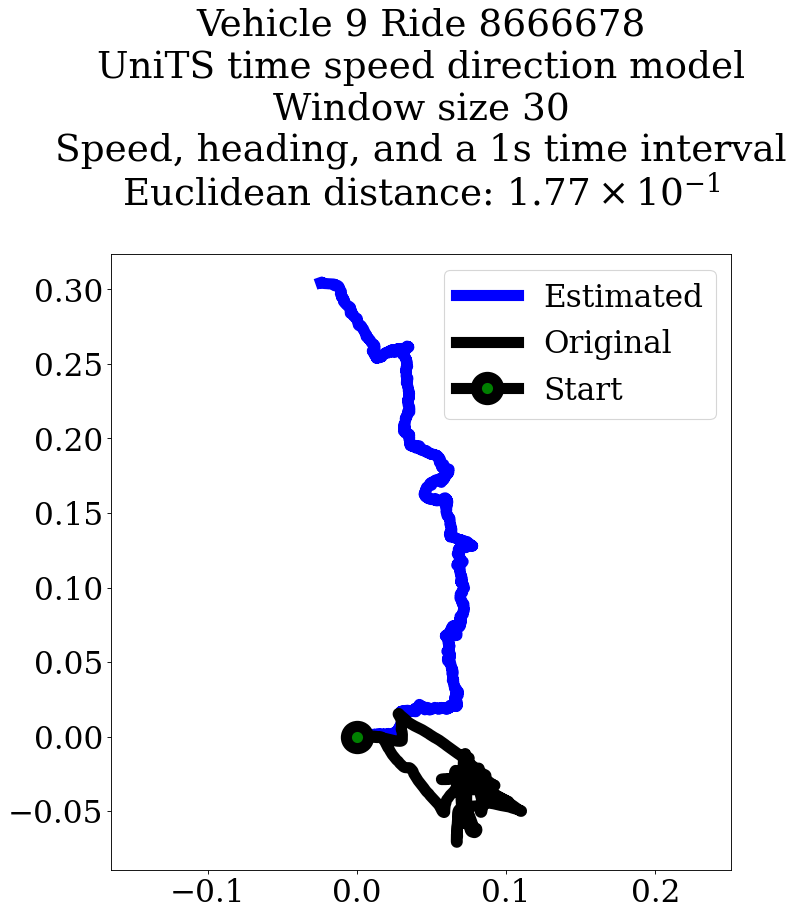 Vehicle 9 Ride 8666678
UniTS time speed direction model
Window size 30
Speed, heading, and a 1s time interval
Euclidean distance: 1.77 × 10⁻¹
Estimated
Original
Start
0.30
0.25
0.20
0.15
0.10
0.05
0.00
−0.05
−0.1
0.0
0.1
0.2